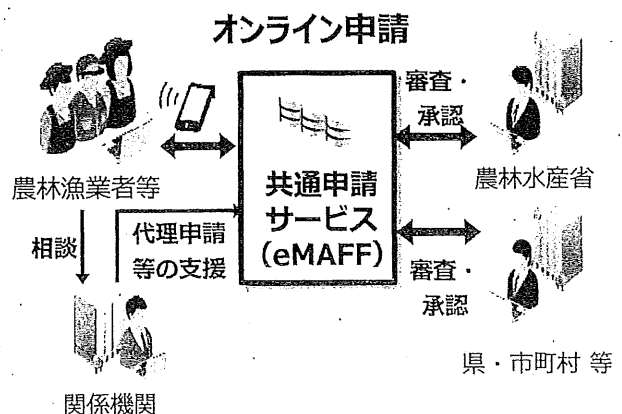 オンライン申請
農林漁業者等
共通申請
サービス
(eMAFF)
審査・
承認
農林水産省
相談
代理申請
等の支援
審査・
承認
県・市町村 等
関係機関